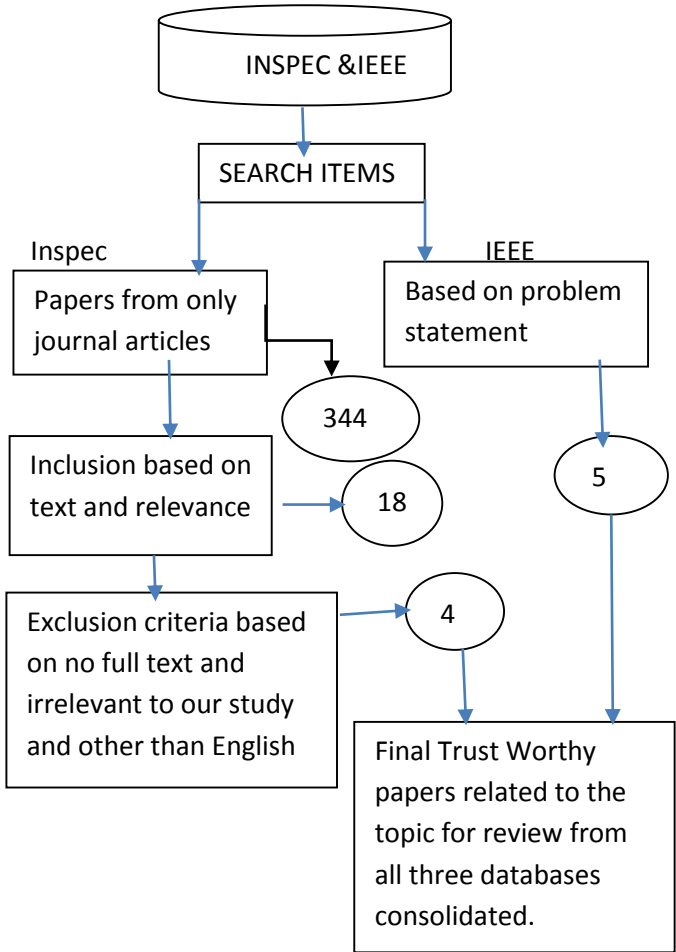 INSPEC &IEEE
SEARCH ITEMS
Inspec
IEEE
Papers from only
journal articles
Based on problem
statement
344
Inclusion based on
text and relevance
18
5
Exclusion criteria based
on no full text and
irrelevant to our study
and other than English
4
Final Trust Worthy
papers related to the
topic for review from
all three databases
consolidated.